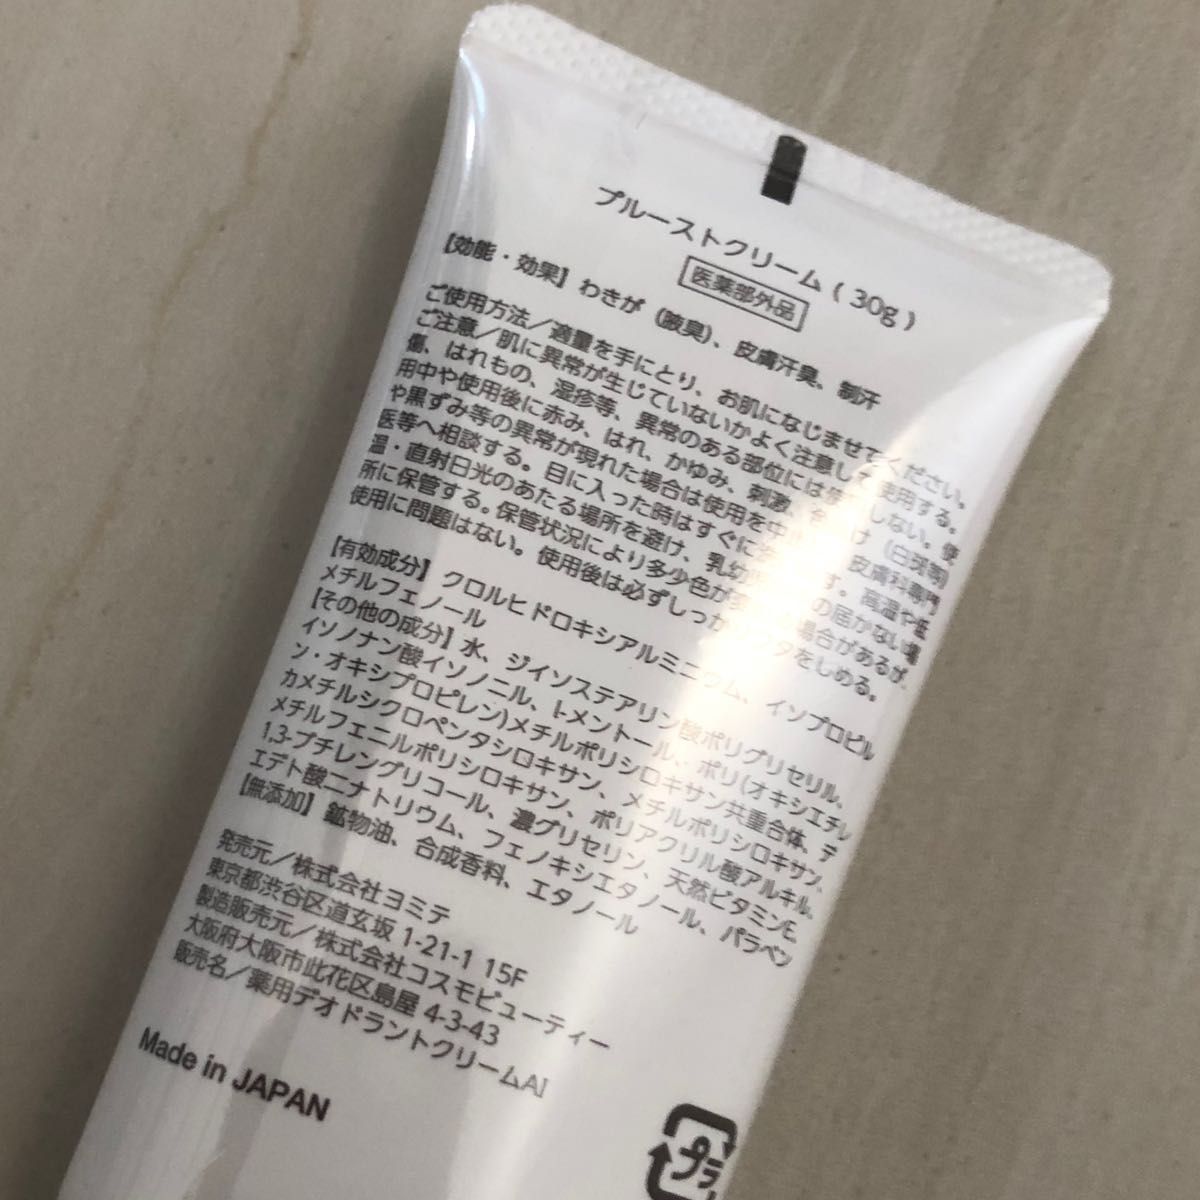 プルーストクリーム ( 30g )
医薬部外品
【効能・効果】わきが（腋臭）、皮膚汗臭、制汗
ご使用方法／適量を手にとり、お肌になじませてください。
ご注意／肌に異常が生じていないかよく注意して使用する。
傷、はれもの、湿疹等、異常のある部位には使 しない。使
用中や使用後に赤み、はれ、かゆみ、刺激、 け（白斑等）
や黒ずみ等の異常が現れた場合は使用を中 皮膚科専門
医等へ相談する。目に入った時はすぐに す。高温や低
温・直射日光のあたる場所を避け、乳幼 の届かない場
所に保管する。保管状況により多少色が 場合があるが、
使用に問題はない。使用後は必ずしっか フタをしめる。
【有効成分】クロルヒドロキシアルミニウム、イソプロピル
メチルフェノール
【その他の成分】水、ジイソステアリン酸ポリグリセリル、
イソノナン酸イソノニル、l-メントール、ポリ(オキシエチレ
ン・オキシプロピレン)メチルポリシロキサン共重合体、デ
カメチルシクロペンタシロキサン、メチルポリシロキサン、
メチルフェニルポリシロキサン、ポリアクリル酸アルキル、
1,3-ブチレングリコール、濃グリセリン、天然ビタミンE、
エデト酸二ナトリウム、フェノキシエタノール、パラベン
【無添加】鉱物油、合成香料、エタノール
発売元／株式会社ヨミテ
東京都渋谷区道玄坂 1-21-1 15F
製造販売元／株式会社コスモビューティー
大阪府大阪市此花区島屋 4-3-43
販売名／薬用デオドラントクリームAI
Made in JAPAN
プラ